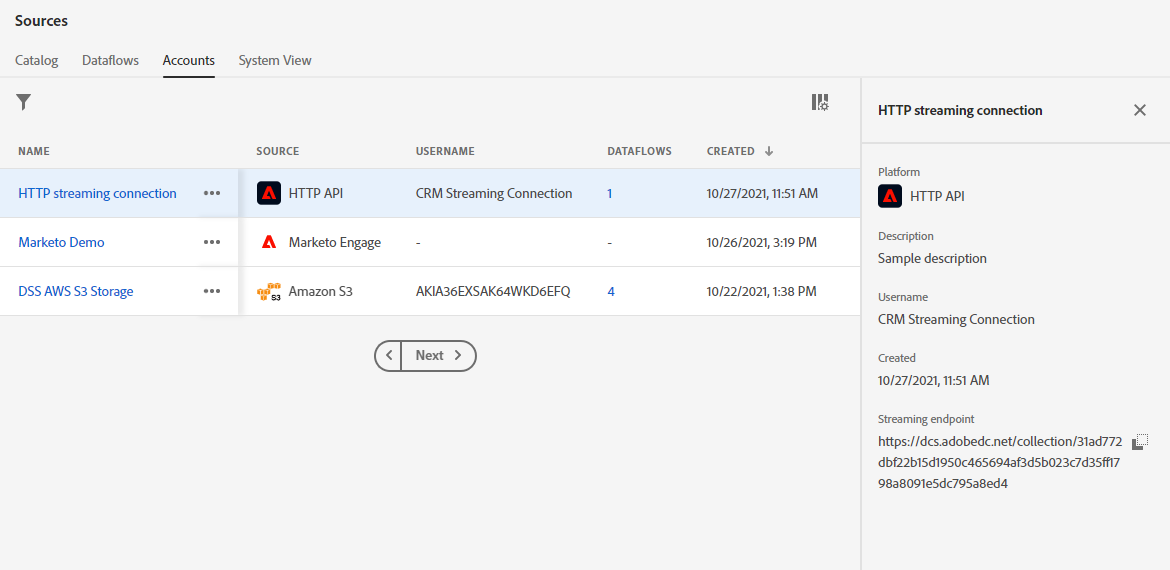 Sources
Catalog Dataflows Accounts System View
NAME SOURCE USERNAME DATAFLOWS CREATED
HTTP streaming connection HTTP API CRM Streaming Connection 1 10/27/2021, 11:51 AM
Marketo Demo Marketo Engage - - 10/26/2021, 3:19 PM
DSS AWS S3 Storage S3 Amazon S3 AKIA36EXSAK64WKD6EFQ 4 10/22/2021, 1:38 PM
Next
HTTP streaming connection
Platform
HTTP API
Description
Sample description
Username
CRM Streaming Connection
Created
10/27/2021, 11:51 AM
Streaming endpoint
https://dcs.adobedc.net/collection/31ad772
dbf22b15d1950c465694af3d5b023c7d35ff17
98a8091e5dc795a8ed4